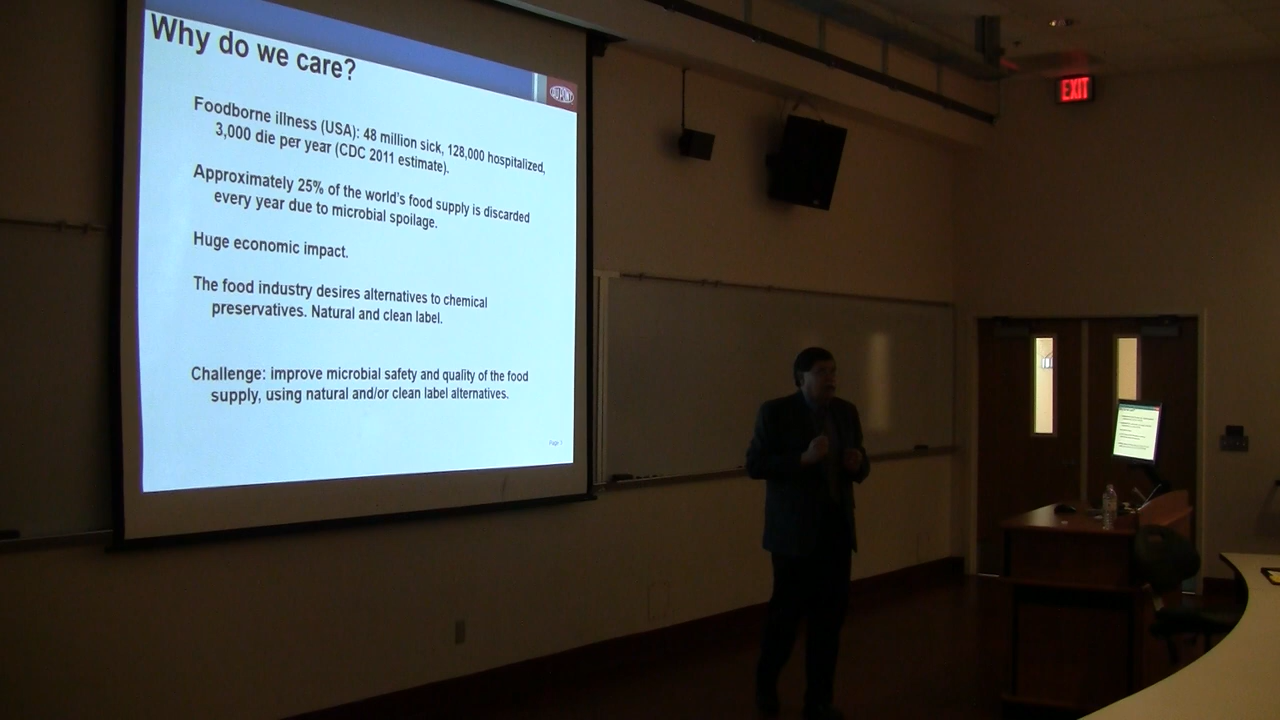 Why do we care?
DUPONT
Foodborne illness (USA): 48 million sick, 128,000 hospitalized,
3,000 die per year (CDC 2011 estimate).
Approximately 25% of the world's food supply is discarded
every year due to microbial spoilage.
Huge economic impact.
The food industry desires alternatives to chemical
preservatives. Natural and clean label.
Challenge: improve microbial safety and quality of the food
supply, using natural and/or clean label alternatives.
EXIT